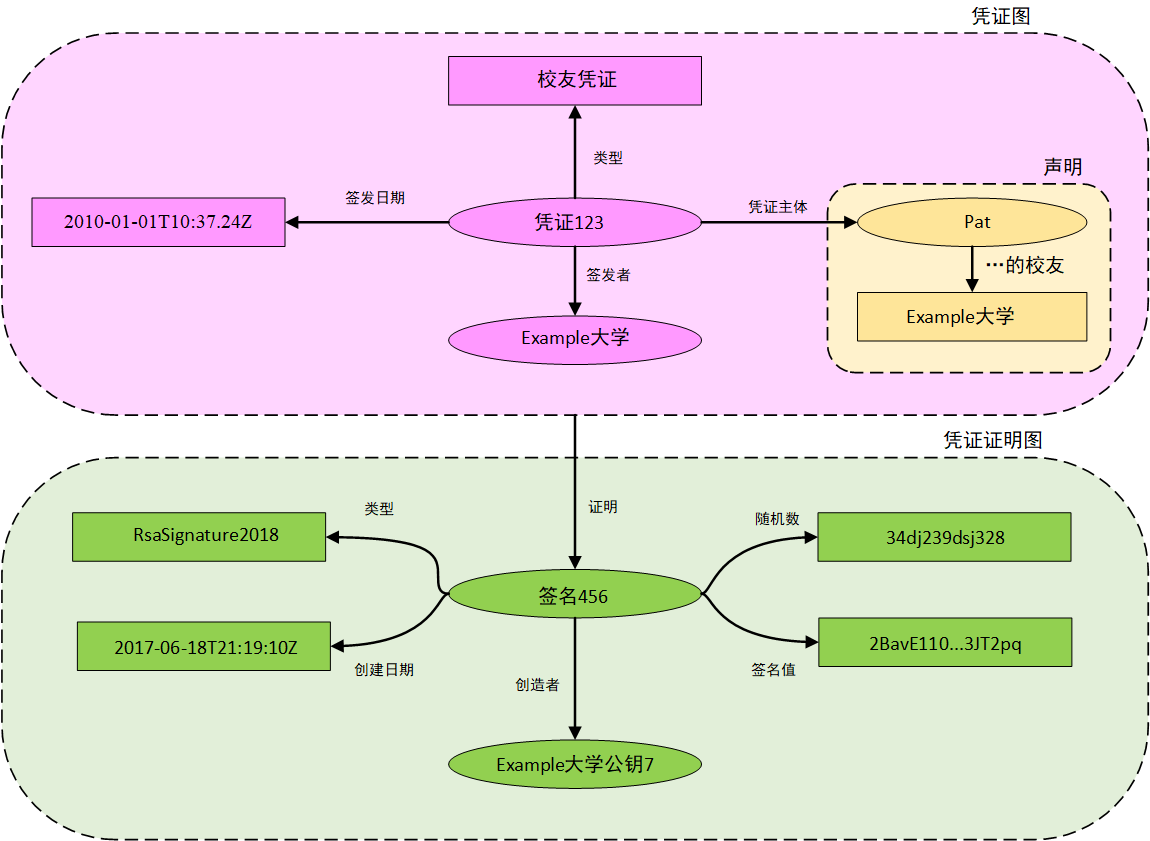 凭证图
校友凭证
类型
声明
签发日期
凭证主体
2010-01-01T10:37.24Z
凭证123
Pat
签发者
…的校友
Example大学
Example大学
凭证证明图
类型
证明
随机数
RsaSignature2018
34dj239dsj328
签名456
2017-06-18T21:19:10Z
2BavE110...3JT2pq
创建日期
签名值
创造者
Example大学公钥7